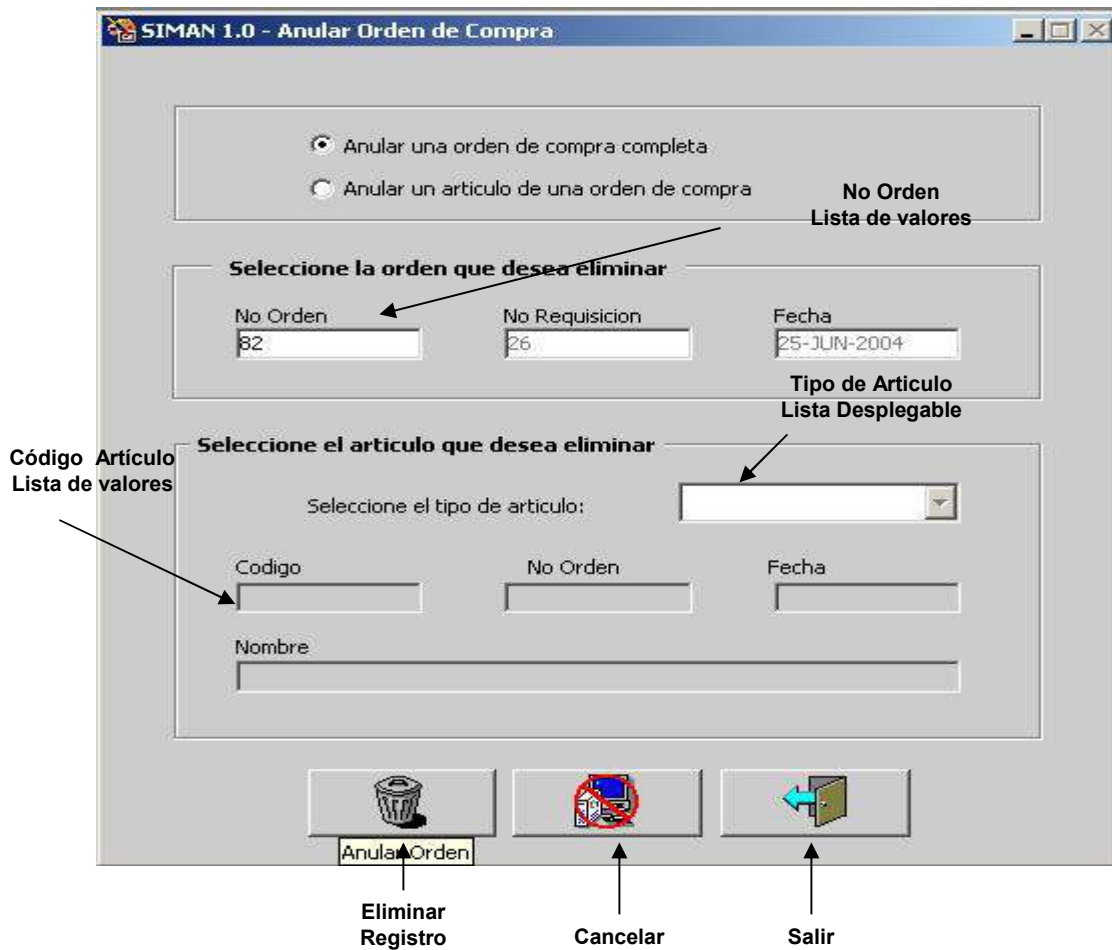 SIMAN 1.0 - Anular Orden de Compra
Anular una orden de compra completa
Anular un articulo de una orden de compra
No Orden
Lista de valores
Seleccione la orden que desea eliminar
No Orden No Requisicion Fecha
82 26 25-JUN-2004
Tipo de Articulo
Lista Desplegable
Código Artículo
Lista de valores
Seleccione el articulo que desea eliminar
Seleccione el tipo de articulo:
Codigo No Orden Fecha
Nombre
Anular Orden
Eliminar
Registro
Cancelar
Salir